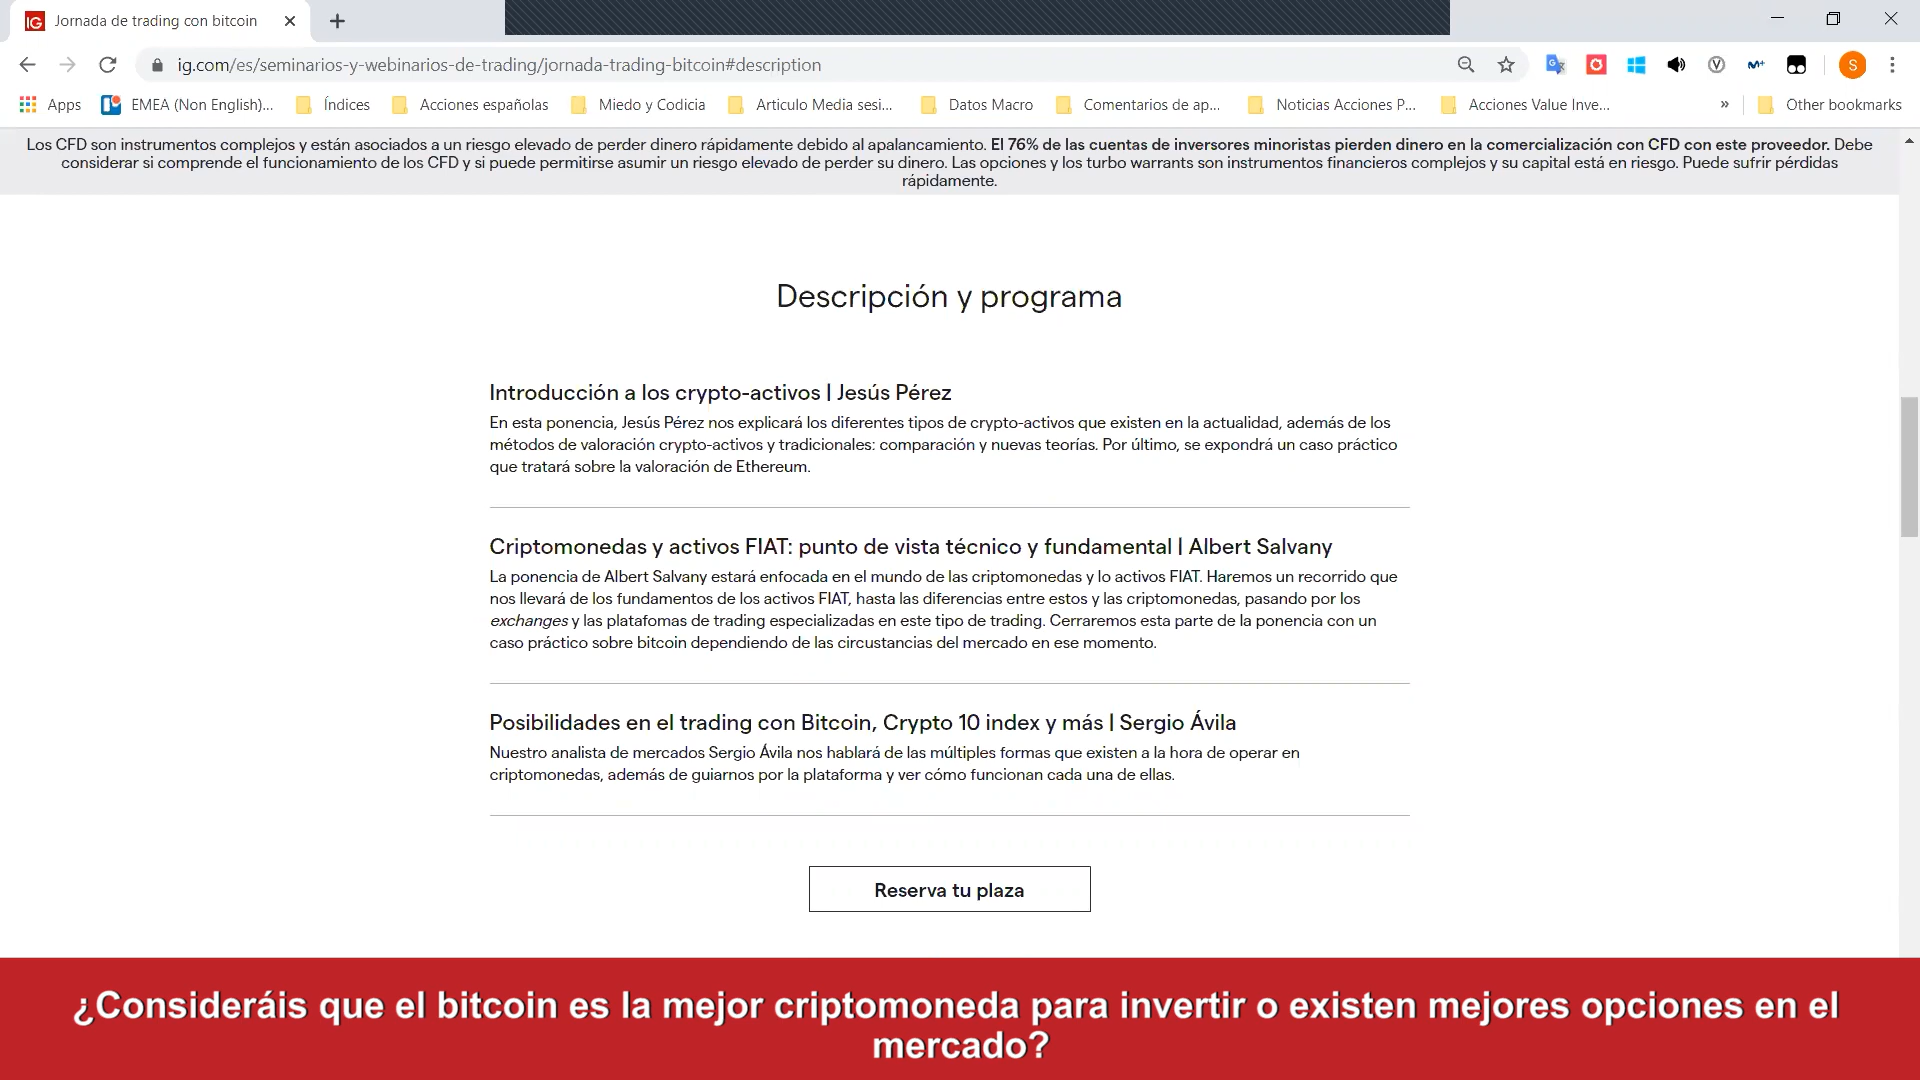 Jornada de trading con bitcoin
ig.com/es/seminarios-y-webinarios-de-trading/jornada-trading-bitcoin#description
Apps EMEA (Non English)... Índices Acciones españolas Miedo y Codicia Articulo Media sesi... Datos Macro Comentarios de ap... Noticias Acciones P... Acciones Value Inve... » Other bookmarks
Los CFD son instrumentos complejos y están asociados a un riesgo elevado de perder dinero rápidamente debido al apalancamiento. El 76% de las cuentas de inversores minoristas pierden dinero en la comercialización con CFD con este proveedor. Debe
considerar si comprende el funcionamiento de los CFD y si puede permitirse asumir un riesgo elevado de perder su dinero. Las opciones y los turbo warrants son instrumentos financieros complejos y su capital está en riesgo. Puede sufrir pérdidas
rápidamente.
Descripción y programa
Introducción a los crypto-activos | Jesús Pérez
En esta ponencia, Jesús Pérez nos explicará los diferentes tipos de crypto-activos que existen en la actualidad, además de los
métodos de valoración crypto-activos y tradicionales: comparación y nuevas teorías. Por último, se expondrá un caso práctico
que tratará sobre la valoración de Ethereum.
Criptomonedas y activos FIAT: punto de vista técnico y fundamental | Albert Salvany
La ponencia de Albert Salvany estará enfocada en el mundo de las criptomonedas y lo activos FIAT. Haremos un recorrido que
nos llevará de los fundamentos de los activos FIAT, hasta las diferencias entre estos y las criptomonedas, pasando por los
exchanges y las platafomas de trading especializadas en este tipo de trading. Cerraremos esta parte de la ponencia con un
caso práctico sobre bitcoin dependiendo de las circustancias del mercado en ese momento.
Posibilidades en el trading con Bitcoin, Crypto 10 index y más | Sergio Ávila
Nuestro analista de mercados Sergio Ávila nos hablará de las múltiples formas que existen a la hora de operar en
criptomonedas, además de guiarnos por la plataforma y ver cómo funcionan cada una de ellas.
Reserva tu plaza
¿Consideráis que el bitcoin es la mejor criptomoneda para invertir o existen mejores opciones en el
mercado?